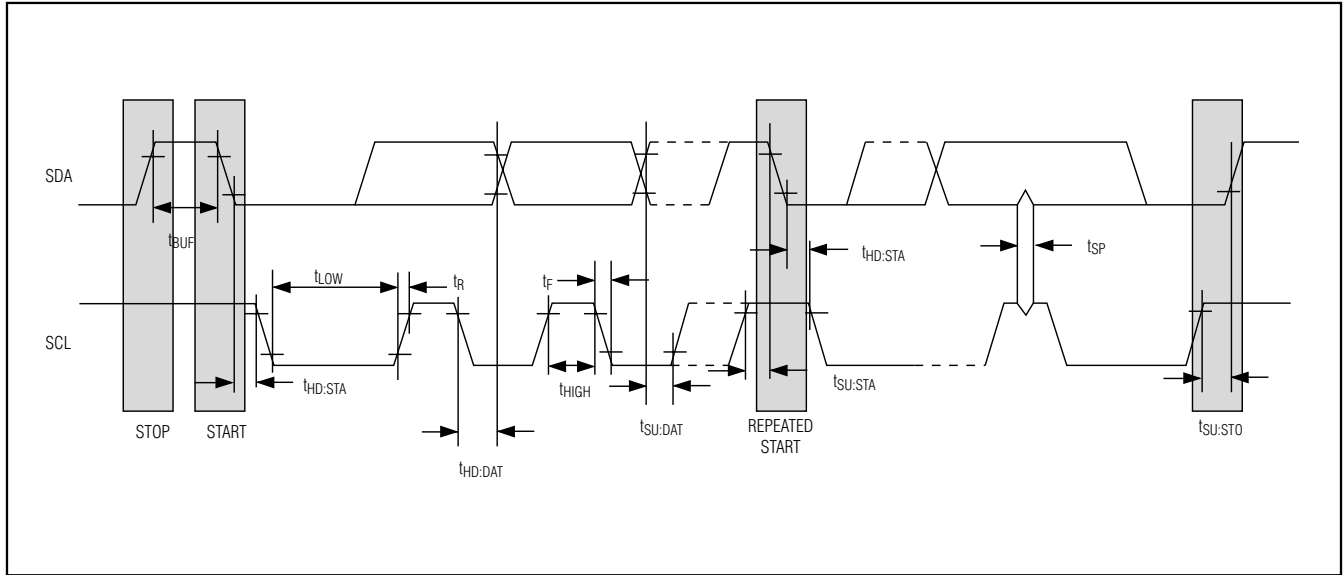 SDA
tBUF
tLOW
tR
tF
tHD:STA
tSP
SCL
tHD:STA
tHIGH
tSU:STA
tSU:DAT
tSU:STO
STOP
START
REPEATED
START
tHD:DAT